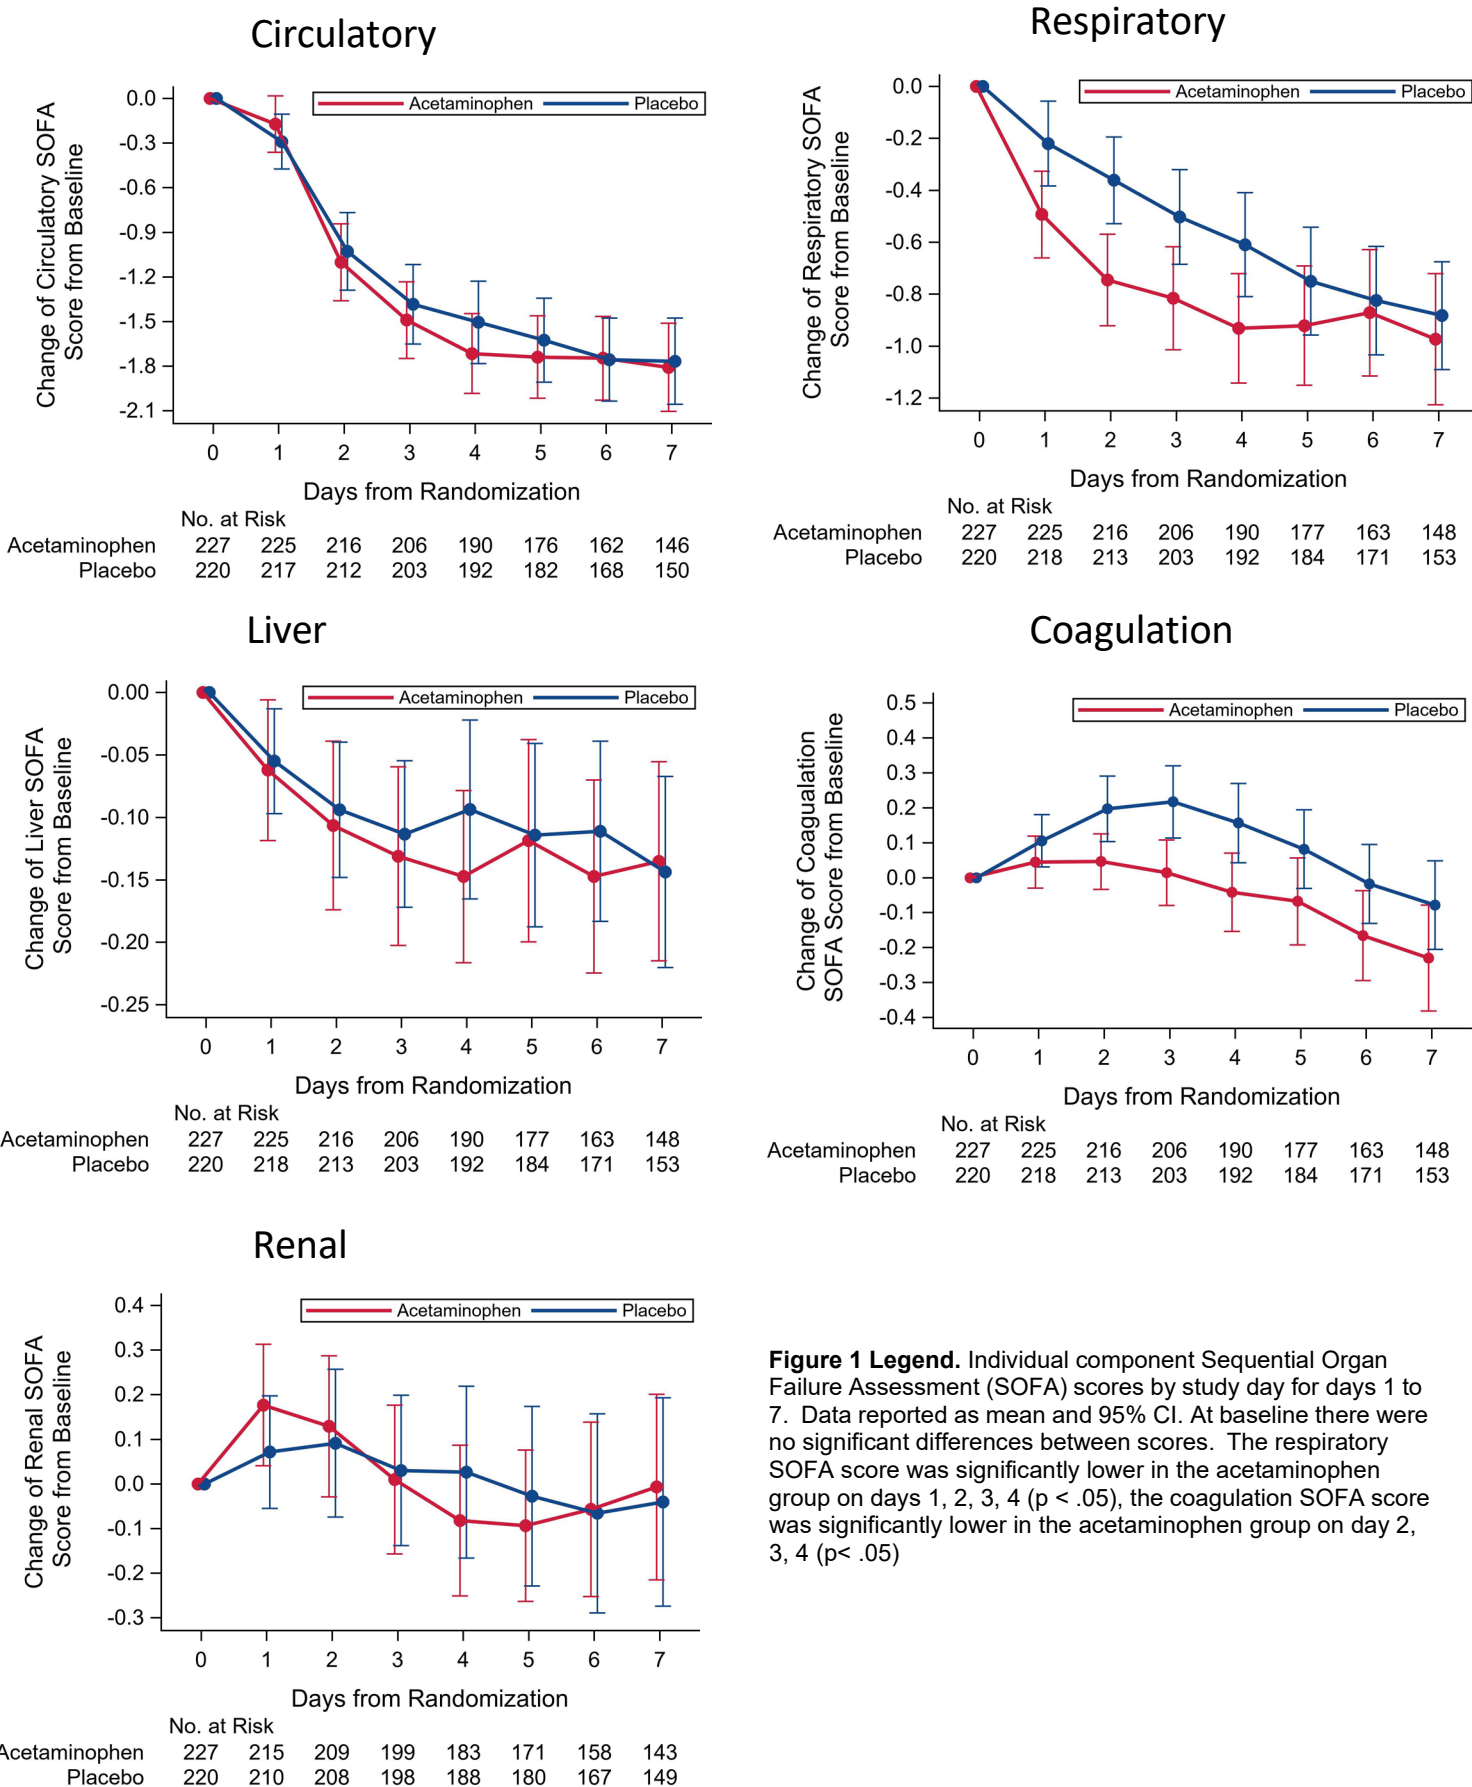 Circulatory
Acetaminophen Placebo
Change of Circulatory SOFA
Score from Baseline
0.0
-0.3
-0.6
-0.9
-1.2
-1.5
-1.8
-2.1
0 1 2 3 4 5 6 7
Days from Randomization
No. at Risk
Acetaminophen 227 225 216 206 190 176 162 146
Placebo 220 217 212 203 192 182 168 150
Respiratory
Acetaminophen Placebo
Change of Respiratory SOFA
Score from Baseline
0.0
-0.2
-0.4
-0.6
-0.8
-1.0
-1.2
0 1 2 3 4 5 6 7
Days from Randomization
No. at Risk
Acetaminophen 227 225 216 206 190 177 163 148
Placebo 220 218 213 203 192 184 171 153
Liver
Acetaminophen Placebo
Change of Liver SOFA
Score from Baseline
0.00
-0.05
-0.10
-0.15
-0.20
-0.25
0 1 2 3 4 5 6 7
Days from Randomization
No. at Risk
Acetaminophen 227 225 216 206 190 177 163 148
Placebo 220 218 213 203 192 184 171 153
Coagulation
Acetaminophen Placebo
Change of Coagulation
SOFA Score from Baseline
0.5
0.4
0.3
0.2
0.1
0.0
-0.1
-0.2
-0.3
-0.4
0 1 2 3 4 5 6 7
Days from Randomization
No. at Risk
Acetaminophen 227 225 216 206 190 177 163 148
Placebo 220 218 213 203 192 184 171 153
Renal
Acetaminophen Placebo
Change of Renal SOFA
Score from Baseline
0.4
0.3
0.2
0.1
0.0
-0.1
-0.2
-0.3
0 1 2 3 4 5 6 7
Days from Randomization
No. at Risk
Acetaminophen 227 215 209 199 183 171 158 143
Placebo 220 210 208 198 188 180 167 149
Figure 1 Legend. Individual component Sequential Organ
Failure Assessment (SOFA) scores by study day for days 1 to
7. Data reported as mean and 95% CI. At baseline there were
no significant differences between scores. The respiratory
SOFA score was significantly lower in the acetaminophen
group on days 1, 2, 3, 4 (p < .05), the coagulation SOFA score
was significantly lower in the acetaminophen group on day 2,
3, 4 (p< .05)